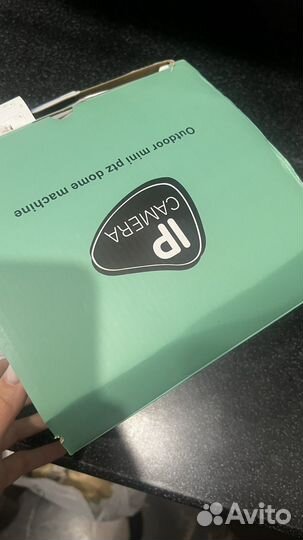 Outdoor mini ptz dome machine
IP
CAMERA
Avito